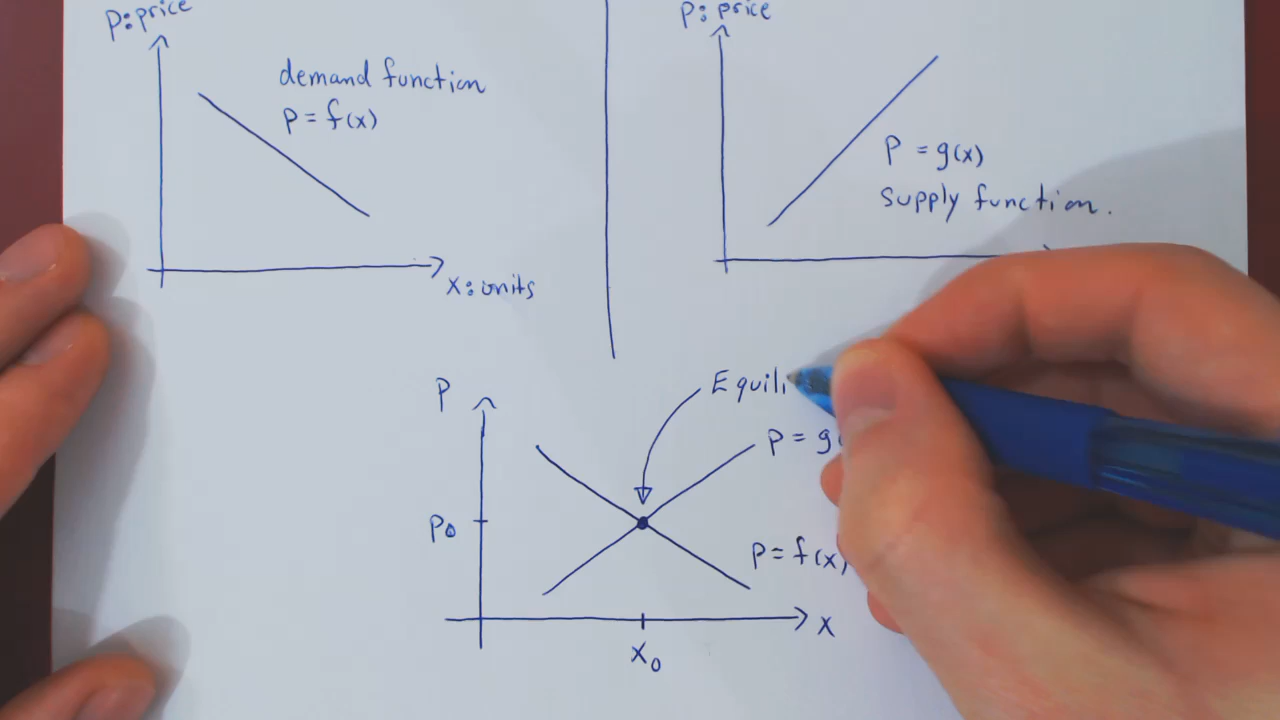 P: price
demand function
P = f(x)
x: units
P: price
P = g(x)
supply function.
P
Equili
P = g(
P0
P = f(x)
x
x0